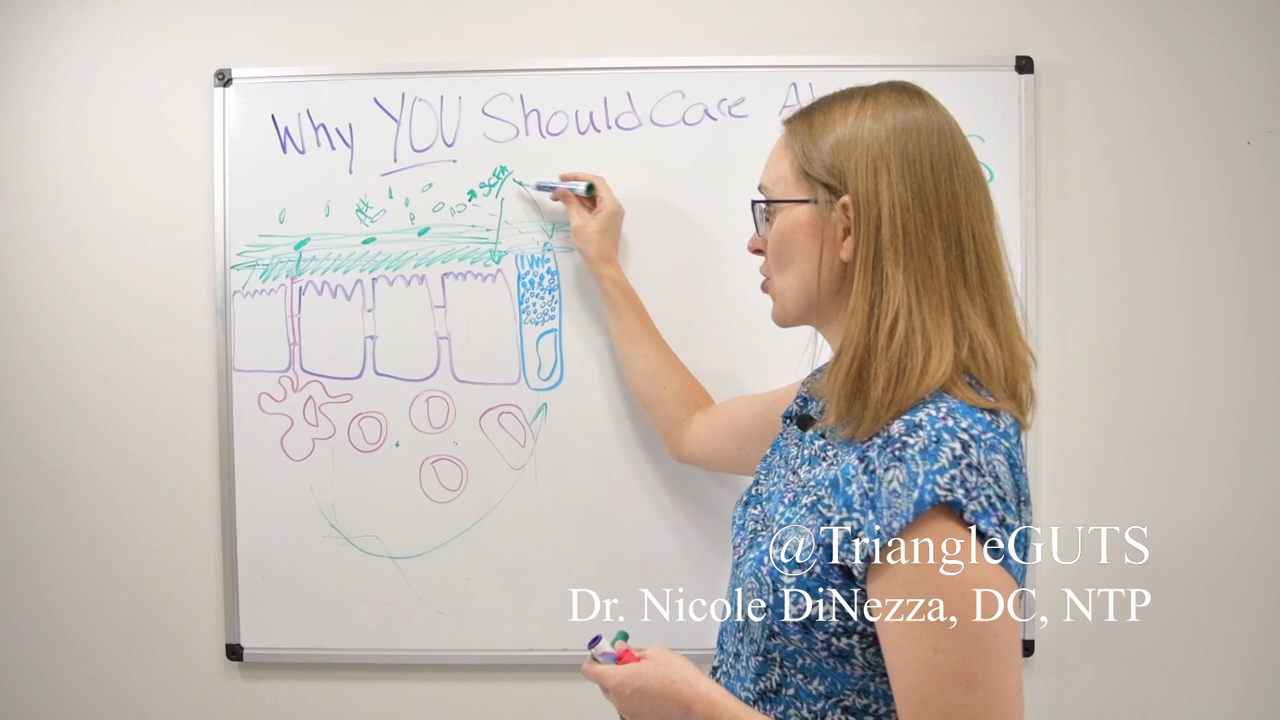 Why YOU Should Care
SCFA
@TriangleGUTS
Dr. Nicole DiNezza, DC, NTP